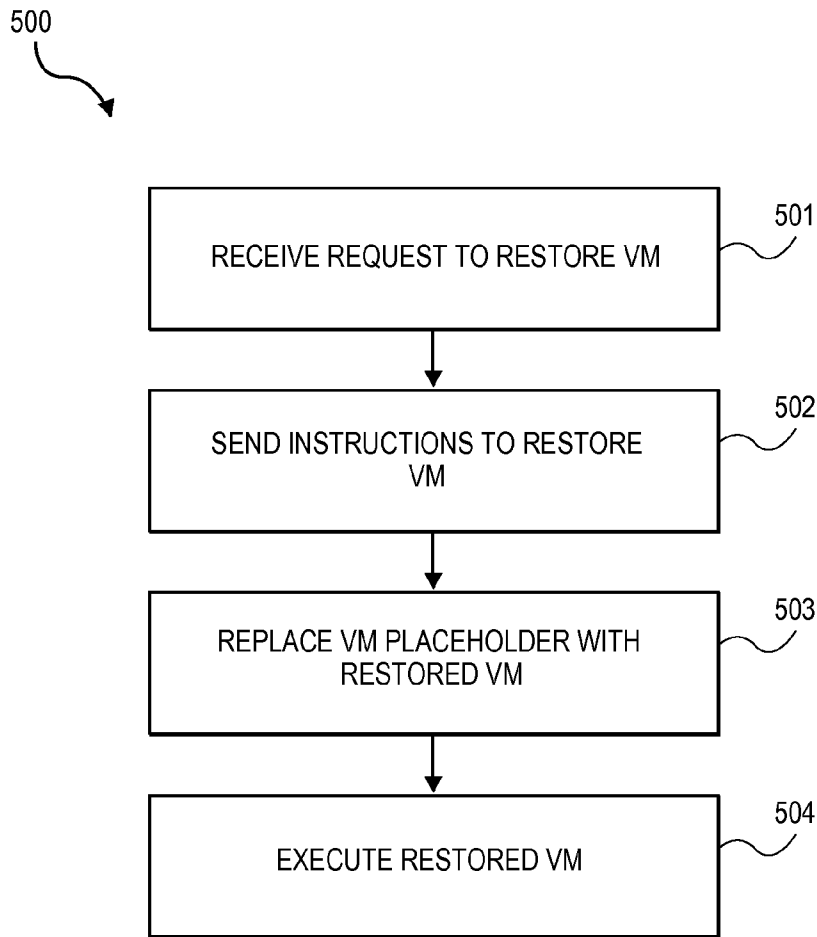 500
RECEIVE REQUEST TO RESTORE VM
501
SEND INSTRUCTIONS TO RESTORE
VM
502
REPLACE VM PLACEHOLDER WITH
RESTORED VM
503
EXECUTE RESTORED VM
504